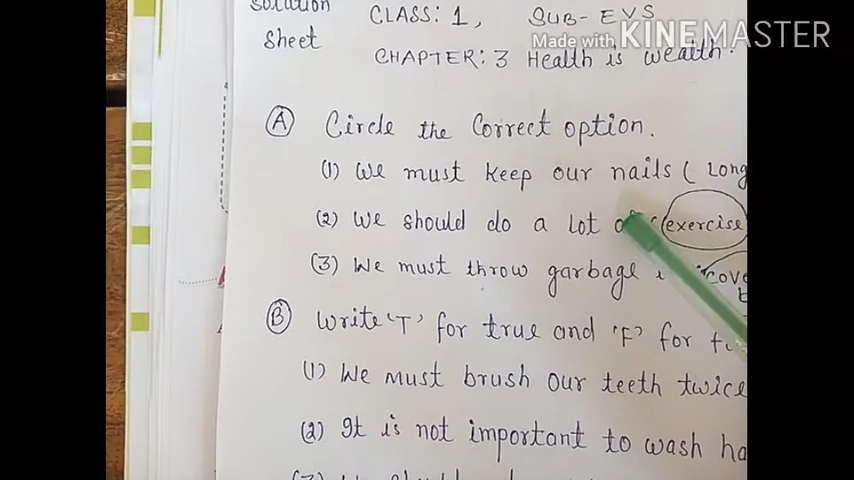 Solution CLASS: 1, SUB- EVS
Made with KINEMASTER
Sheet CHAPTER: 3 Health is wealth.
(A) Circle the Correct option.
(1) We must keep our nails ( Long
(2) We should do a lot of (exercise
(3) We must throw garbage
(B) Write 'T' for true and 'F' for
(1) We must brush our teeth twice
(2) It is not important to wash